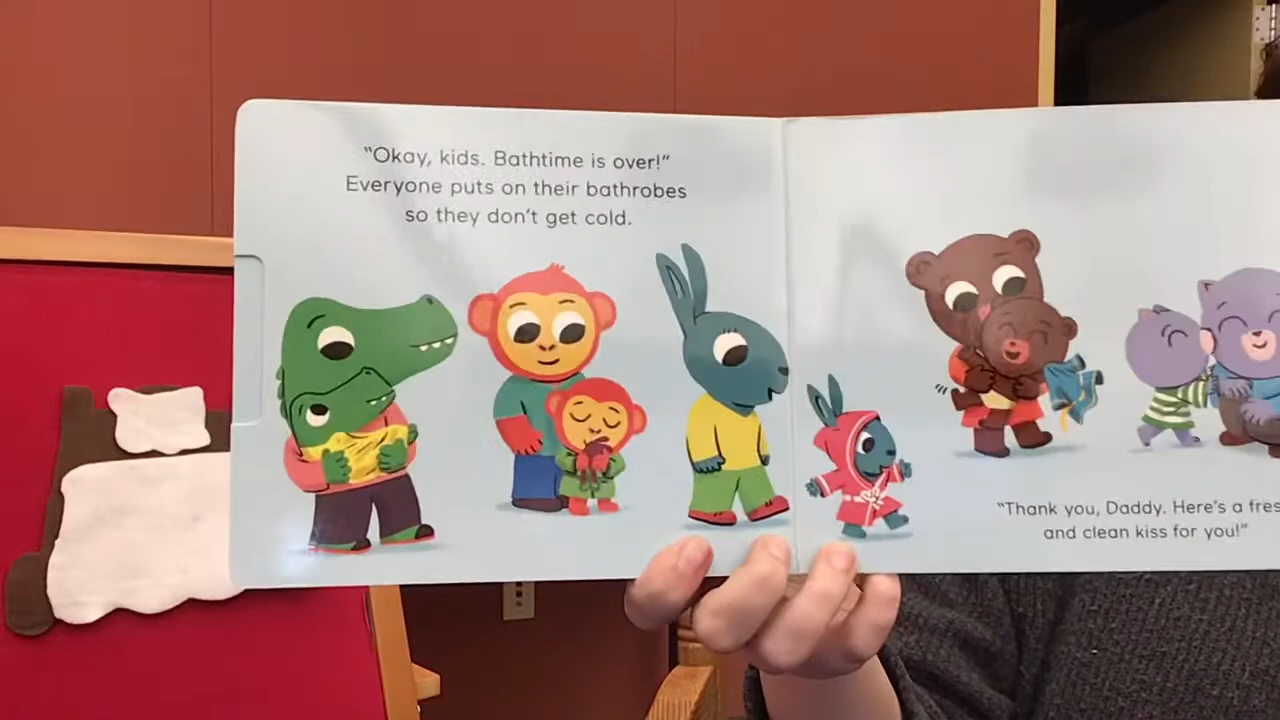 "Okay, kids. Bathtime is over!"
Everyone puts on their bathrobes
so they don't get cold.
"Thank you, Daddy. Here's a
and clean kiss for you!"